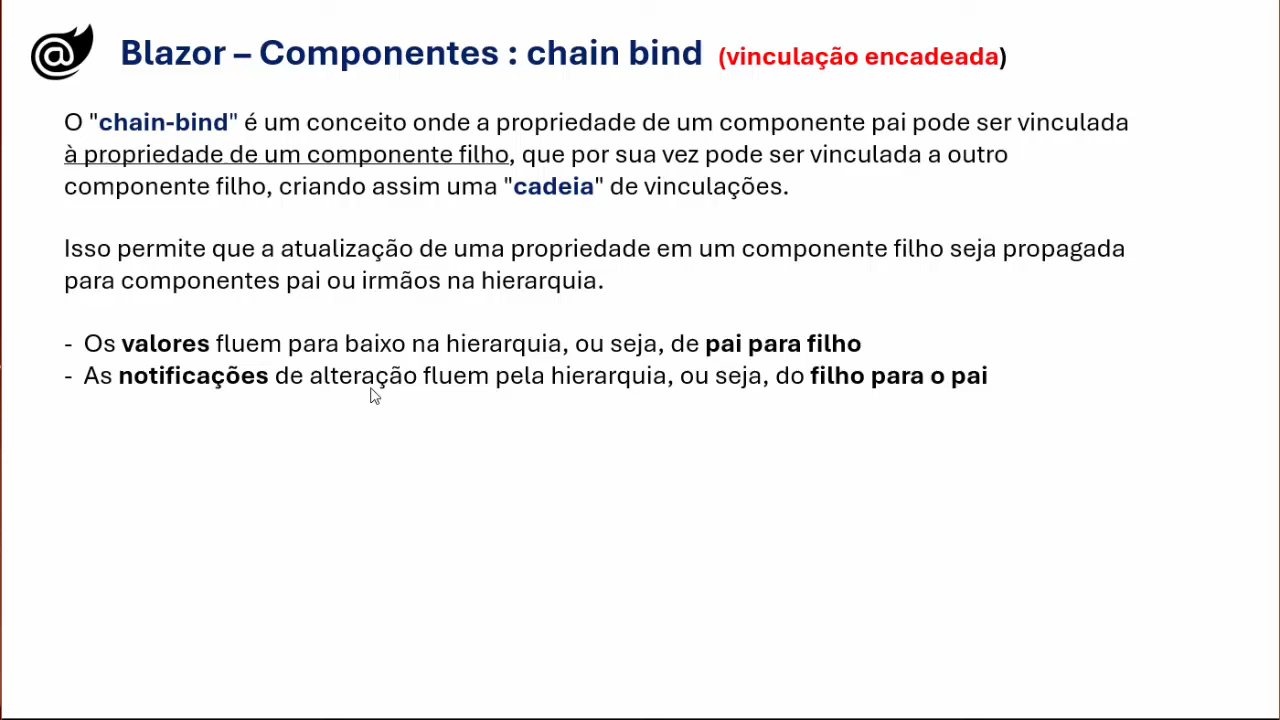 Blazor – Componentes : chain bind (vinculação encadeada)
O "chain-bind" é um conceito onde a propriedade de um componente pai pode ser vinculada
à propriedade de um componente filho, que por sua vez pode ser vinculada a outro
componente filho, criando assim uma "cadeia" de vinculações.
Isso permite que a atualização de uma propriedade em um componente filho seja propagada
para componentes pai ou irmãos na hierarquia.
- Os valores fluem para baixo na hierarquia, ou seja, de pai para filho
- As notificações de alteração fluem pela hierarquia, ou seja, do filho para o pai